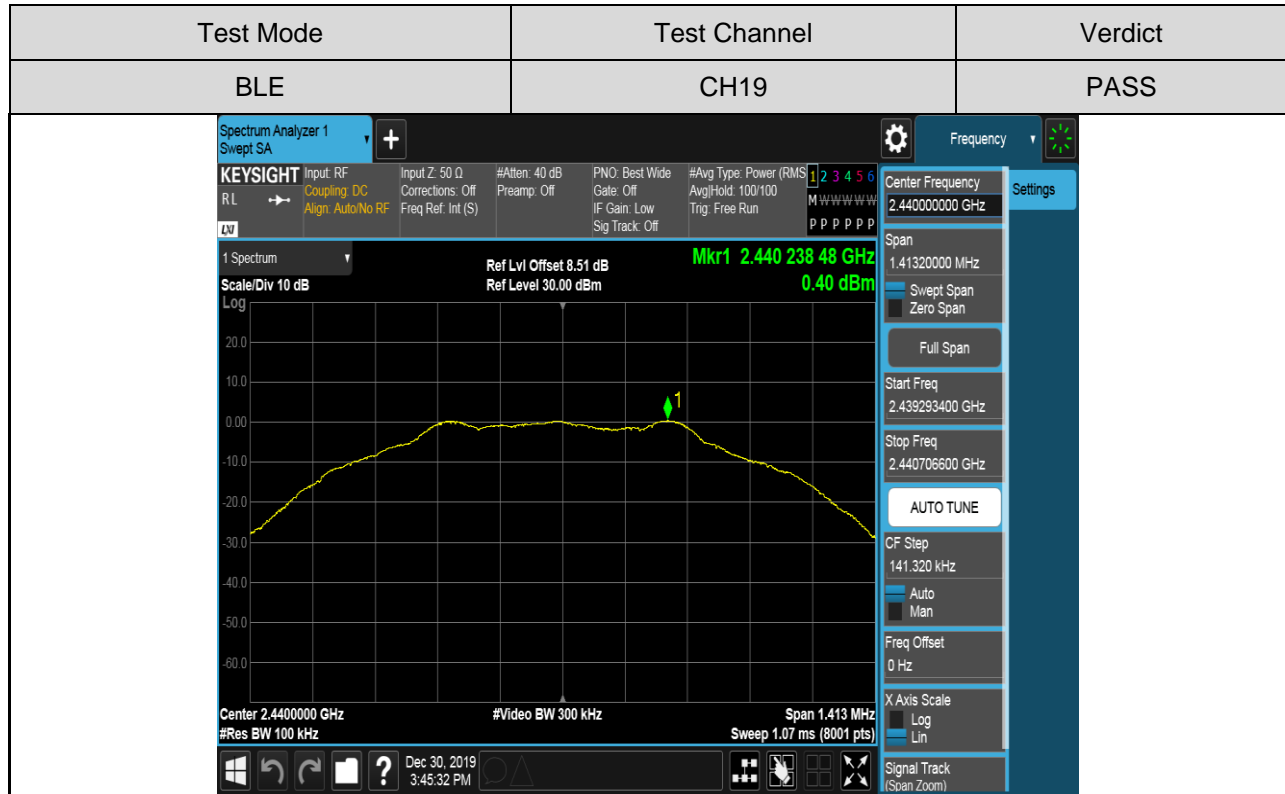 Test Mode Test Channel Verdict
BLE CH19 PASS
Spectrum Analyzer 1
Swept SA
Frequency
KEYSIGHT
R L
LXI
Input: RF
Coupling: DC
Align: Auto/No RF
Input Z: 50 Ω
Corrections: Off
Freq Ref: Int (S)
#Atten: 40 dB
Preamp: Off
PNO: Best Wide
Gate: Off
IF Gain: Low
Sig Track: Off
#Avg Type: Power (RMS
Avg|Hold: 100/100
Trig: Free Run
1 2 3 4 5 6
M W W W W W
P P P P P P
1 Spectrum
Scale/Div 10 dB
Log
Ref Lvl Offset 8.51 dB
Ref Level 30.00 dBm
Mkr1 2.440 238 48 GHz
0.40 dBm
20.0
10.0
1
0.00
-10.0
-20.0
-30.0
-40.0
-50.0
-60.0
Center 2.4400000 GHz
#Res BW 100 kHz
#Video BW 300 kHz
Span 1.413 MHz
Sweep 1.07 ms (8001 pts)
?
Dec 30, 2019
3:45:32 PM
Center Frequency
2.440000000 GHz
Settings
Span
1.41320000 MHz
Swept Span
Zero Span
Full Span
Start Freq
2.439293400 GHz
Stop Freq
2.440706600 GHz
AUTO TUNE
CF Step
141.320 kHz
Auto
Man
Freq Offset
0 Hz
X Axis Scale
Log
Lin
Signal Track
(Span Zoom)